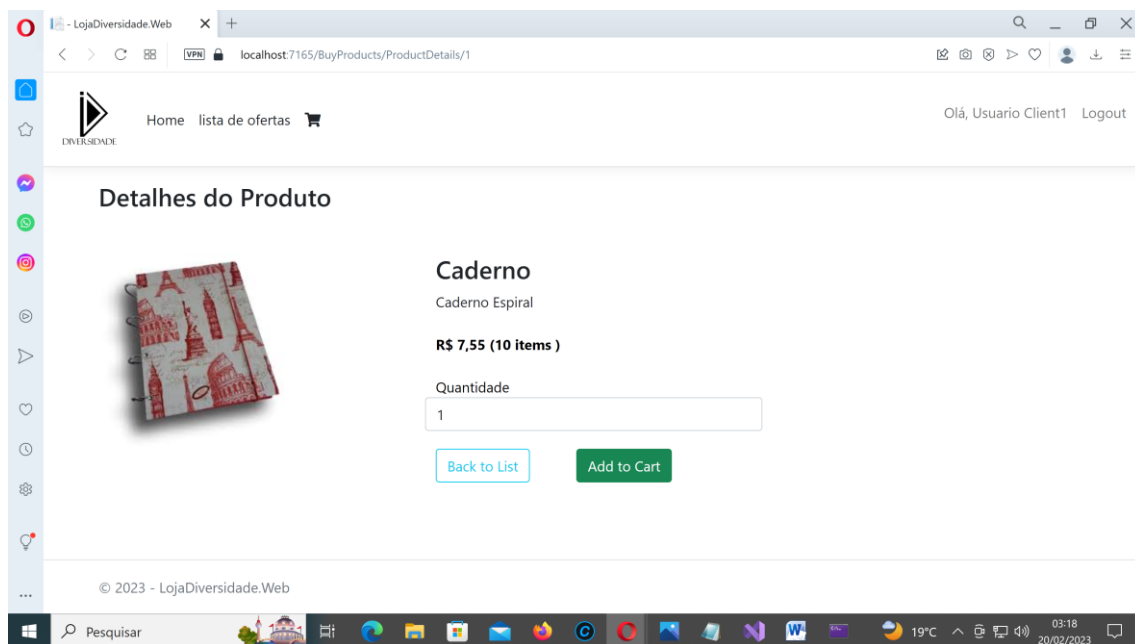 - LojaDiversidade.Web
VPN localhost:7165/BuyProducts/ProductDetails/1
DIVERSIDADE
Home lista de ofertas
Olá, Usuario Client1 Logout
Detalhes do Produto
Caderno
Caderno Espiral
R$ 7,55 (10 items )
Quantidade
1
Back to List Add to Cart
© 2023 - LojaDiversidade.Web
Pesquisar
19°C
03:18
20/02/2023